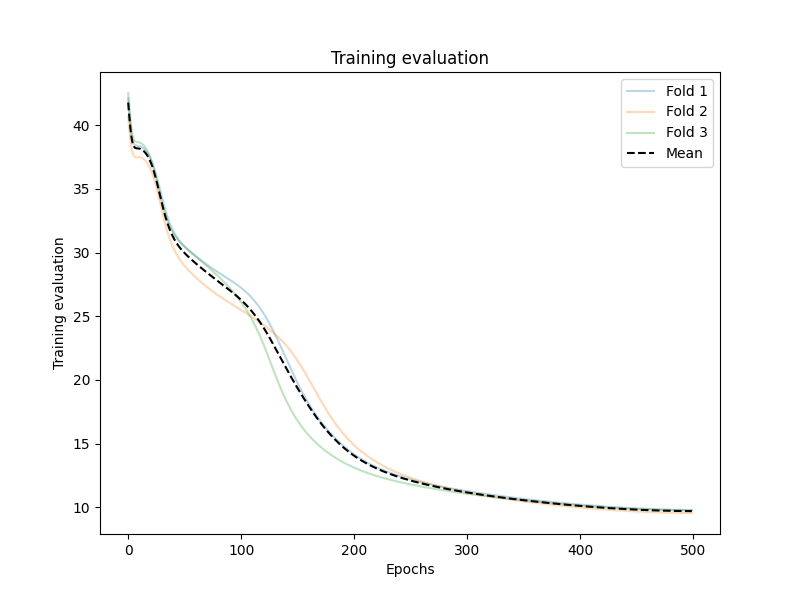 Training evaluation
Fold 1
Fold 2
Fold 3
Mean
Training evaluation
40
35
30
25
20
15
10
0 100 200 300 400 500
Epochs